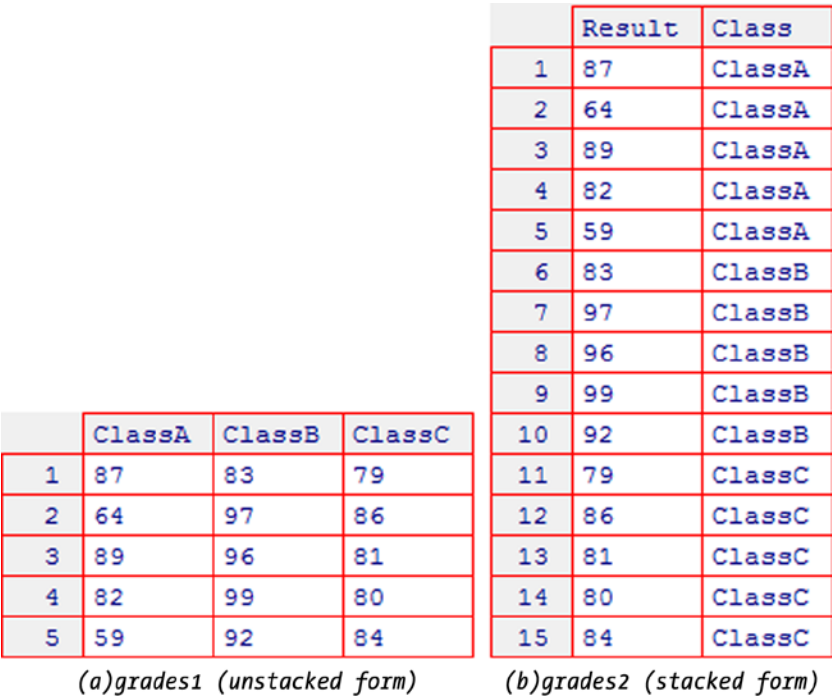 ClassA ClassB ClassC
1 87 83 79
2 64 97 86
3 89 96 81
4 82 99 80
5 59 92 84
(a)grades1 (unstacked form)
Result Class
1 87 ClassA
2 64 ClassA
3 89 ClassA
4 82 ClassA
5 59 ClassA
6 83 ClassB
7 97 ClassB
8 96 ClassB
9 99 ClassB
10 92 ClassB
11 79 ClassC
12 86 ClassC
13 81 ClassC
14 80 ClassC
15 84 ClassC
(b)grades2 (stacked form)